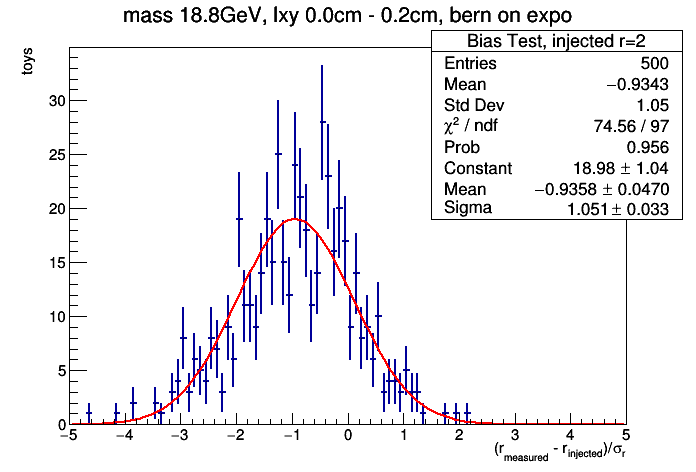 mass 18.8GeV, lxy 0.0cm - 0.2cm, bern on expo
Bias Test, injected r=2
Entries 500
Mean −0.9343
Std Dev 1.05
χ² / ndf 74.56 / 97
Prob 0.956
Constant 18.98 ± 1.04
Mean −0.9358 ± 0.0470
Sigma 1.051 ± 0.033
toys
30
25
20
15
10
5
0
−5 −4 −3 −2 −1 0 1 2 3 4 5
(r_measured - r_injected)/σ_r